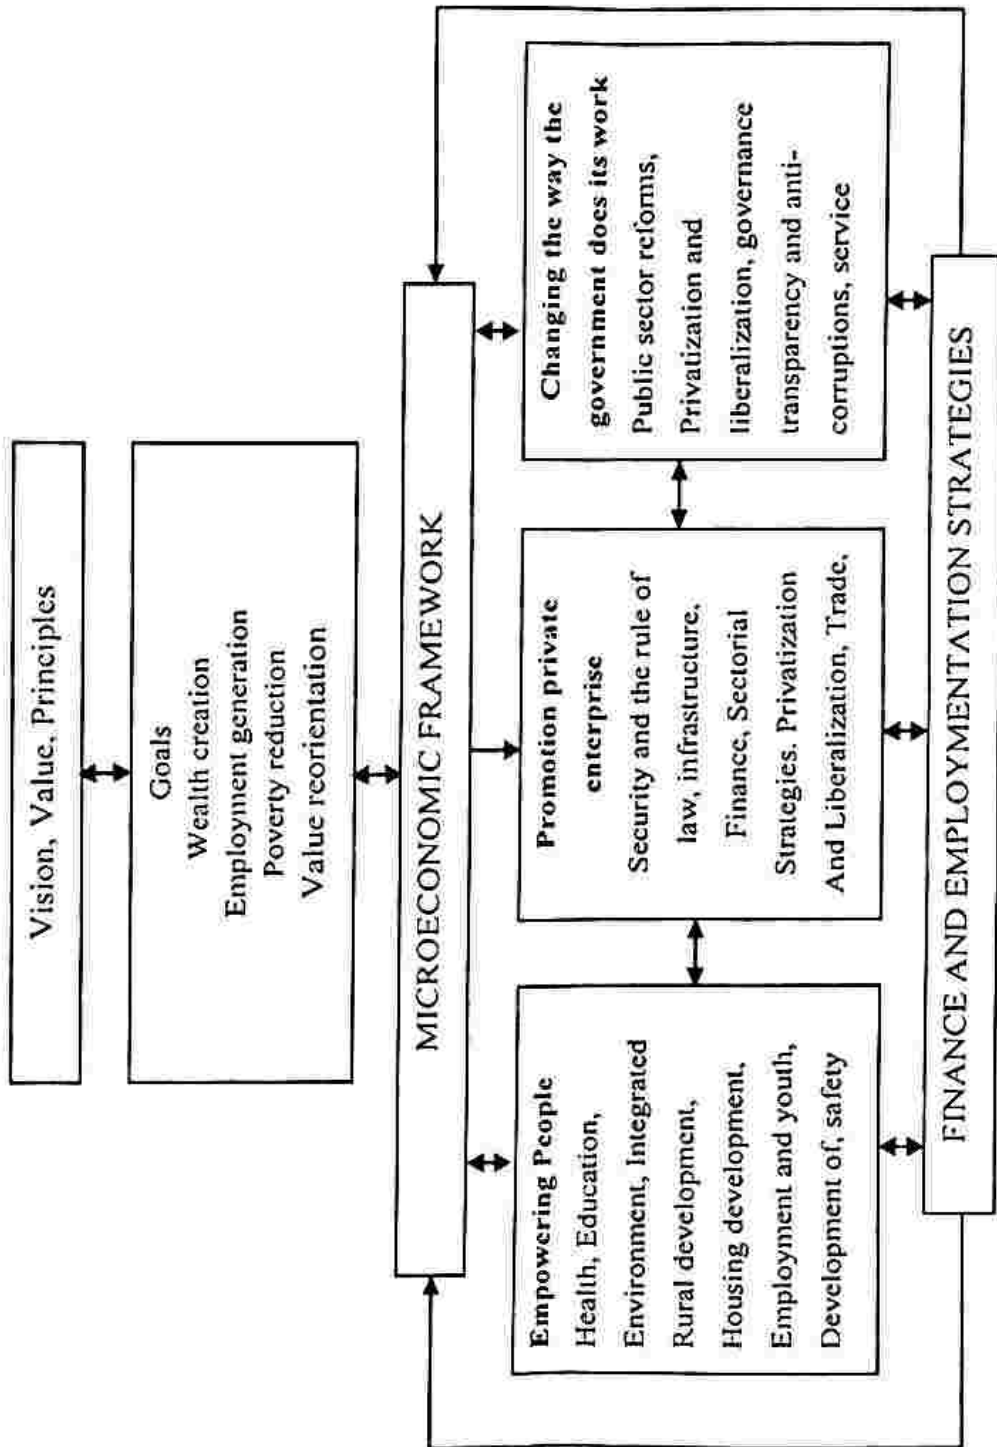 Vision, Value, Principles
Goals
Wealth creation
Employment generation
Poverty reduction
Value reorientation
MICROECONOMIC FRAMEWORK
Empowering People
Health, Education,
Environment, Integrated
Rural development,
Housing development,
Employment and youth,
Development of, safety
Promotion private
enterprise
Security and the rule of
law, infrastructure,
Finance, Sectorial
Strategies. Privatization
And Liberalization, Trade,
Changing the way the
government does its work
Public sector reforms,
Privatization and
liberalization, governance
transparency and anti-
corruptions, service
FINANCE AND EMPLOYMENTATION STRATEGIES